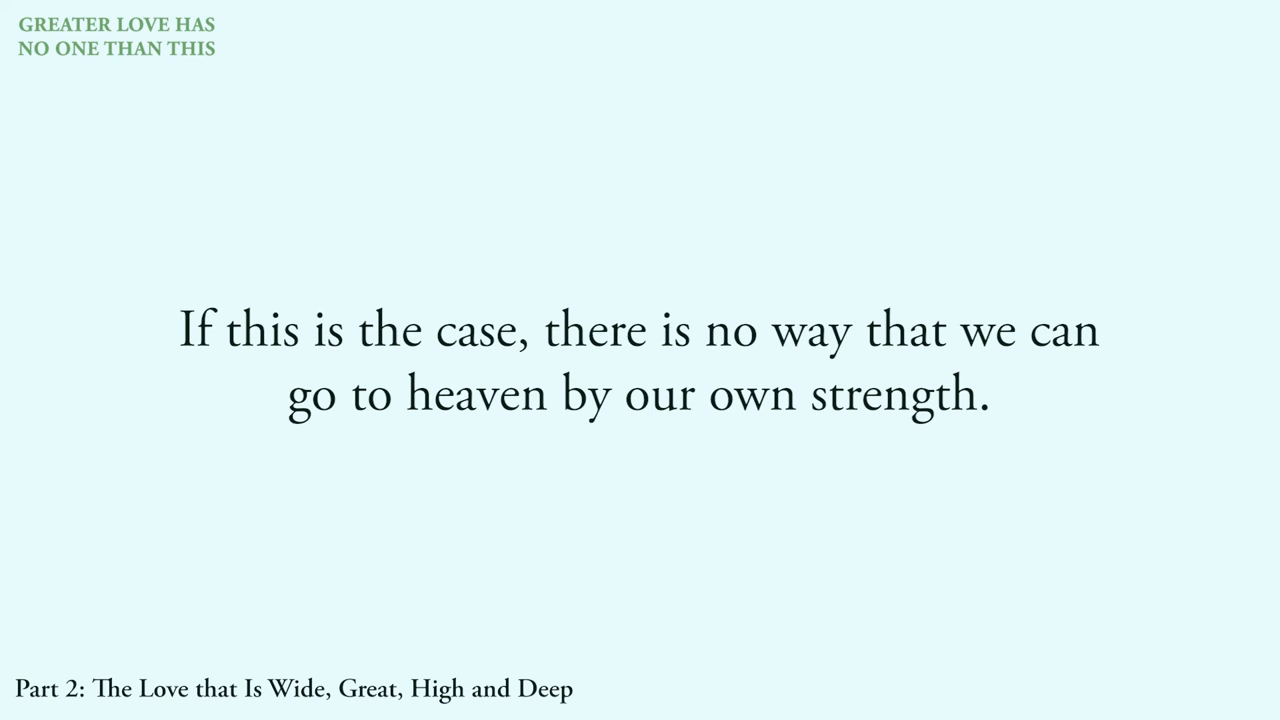 GREATER LOVE HAS
NO ONE THAN THIS
If this is the case, there is no way that we can
go to heaven by our own strength.
Part 2: The Love that Is Wide, Great, High and Deep